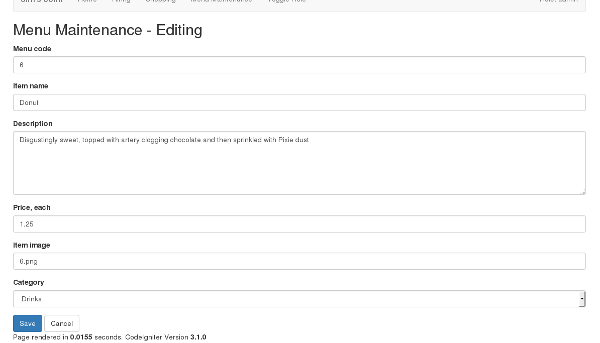 Menu Maintenance - Editing
Menu code
6
Item name
Donut
Description
Disgustingly sweet, topped with artery clogging chocolate and then sprinkled with Pixie dust
Price, each
1.25
Item image
6.png
Category
Drinks
Save Cancel
Page rendered in 0.0155 seconds. CodeIgniter Version 3.1.0